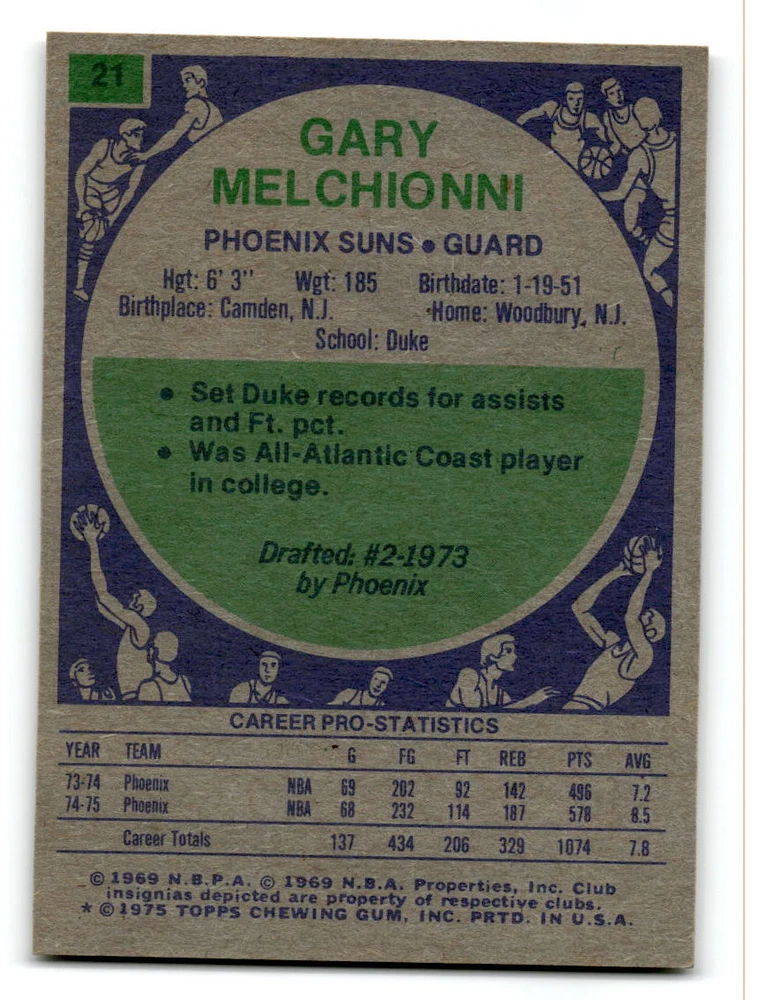 21
GARY
MELCHIONNI
PHOENIX SUNS • GUARD
Hgt: 6' 3" Wgt: 185 Birthdate: 1-19-51
Birthplace: Camden, N.J. Home: Woodbury, N.J.
School: Duke
• Set Duke records for assists
and Ft. pct.
• Was All-Atlantic Coast player
in college.
Drafted: #2-1973
by Phoenix
CAREER PRO-STATISTICS
YEAR TEAM G FG FT REB PTS AVG
73-74 Phoenix NBA 69 202 92 142 496 7.2
74-75 Phoenix NBA 68 232 114 187 578 8.5
Career Totals 137 434 206 329 1074 7.8
© 1969 N.B.P.A. © 1969 N.B.A. Properties, Inc. Club
insignias depicted are property of respective clubs.
* © 1975 TOPPS CHEWING GUM, INC. PRTD. IN U.S.A.